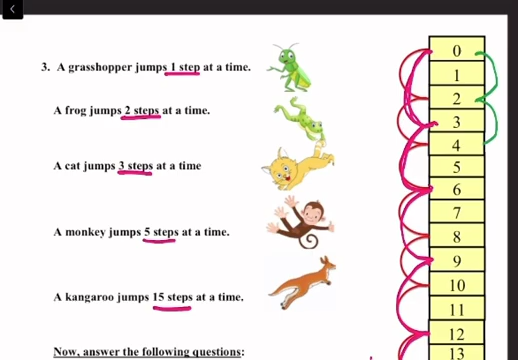 3. A grasshopper jumps 1 step at a time.
A frog jumps 2 steps at a time.
A cat jumps 3 steps at a time
A monkey jumps 5 steps at a time.
A kangaroo jumps 15 steps at a time.
Now, answer the following questions:
0
1
2
3
4
5
6
7
8
9
10
11
12
13